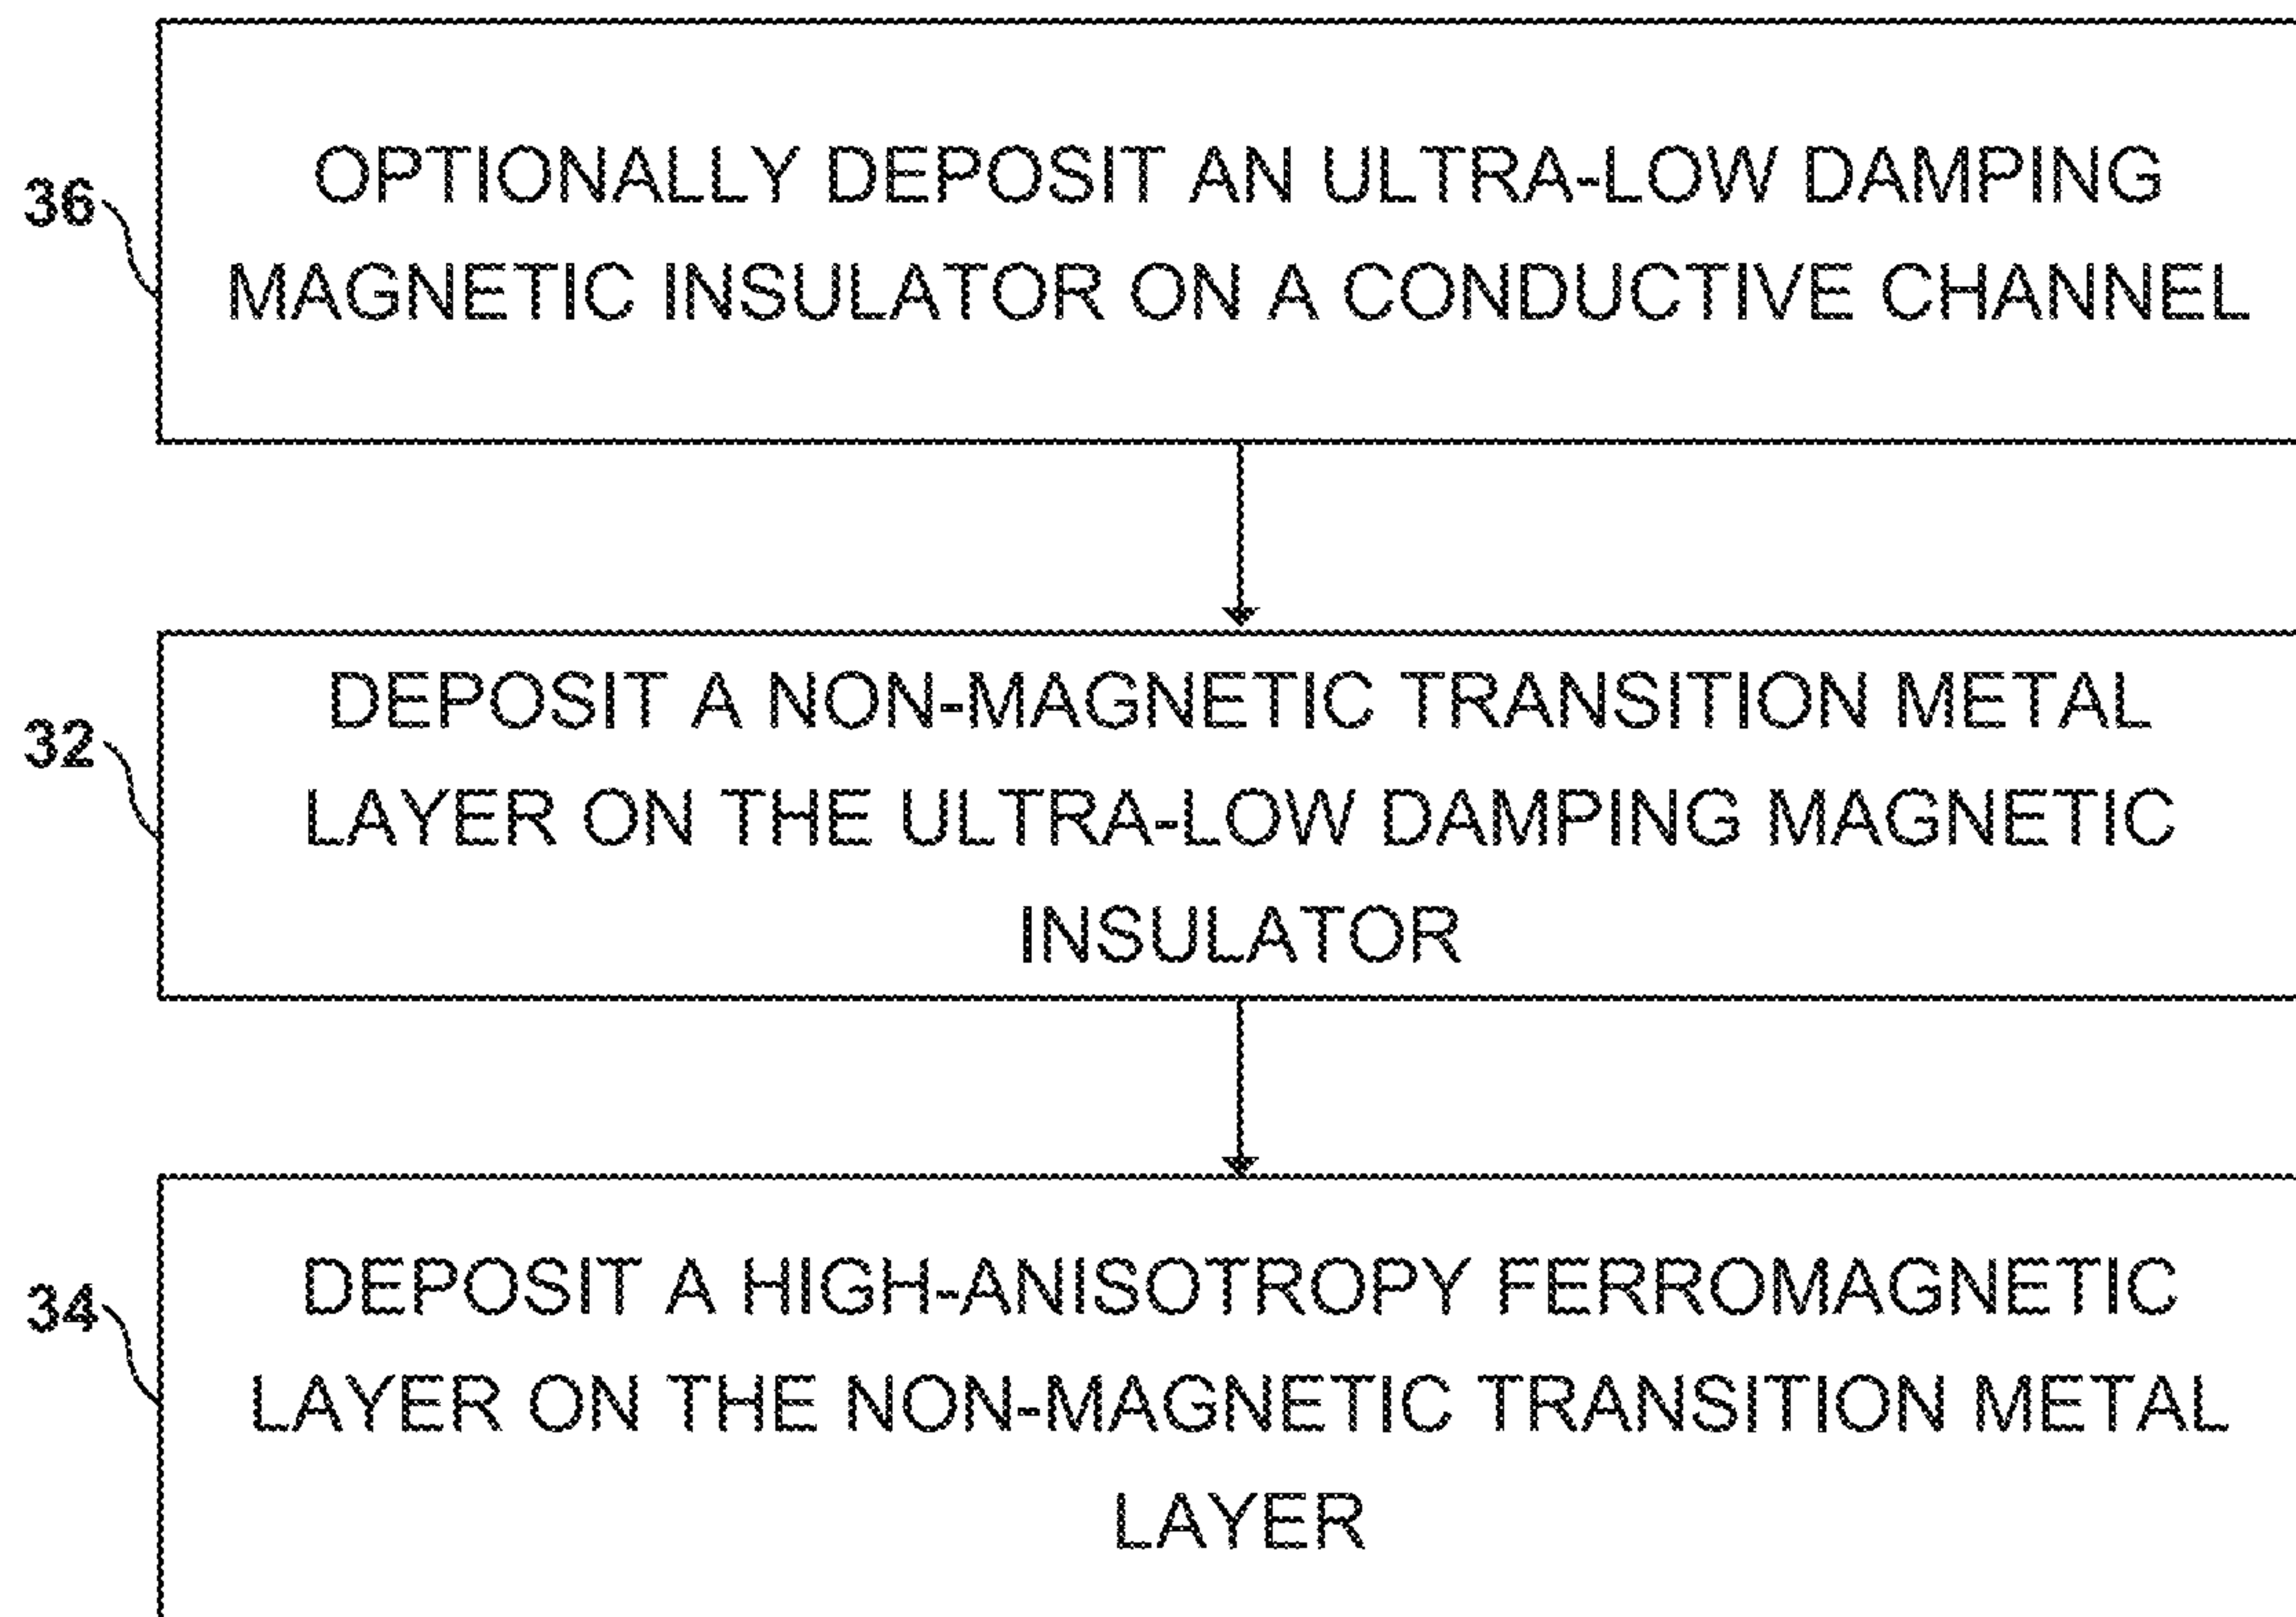 36
OPTIONALLY DEPOSIT AN ULTRA-LOW DAMPING
MAGNETIC INSULATOR ON A CONDUCTIVE CHANNEL
32
DEPOSIT A NON-MAGNETIC TRANSITION METAL
LAYER ON THE ULTRA-LOW DAMPING MAGNETIC
INSULATOR
34
DEPOSIT A HIGH-ANISOTROPY FERROMAGNETIC
LAYER ON THE NON-MAGNETIC TRANSITION METAL
LAYER